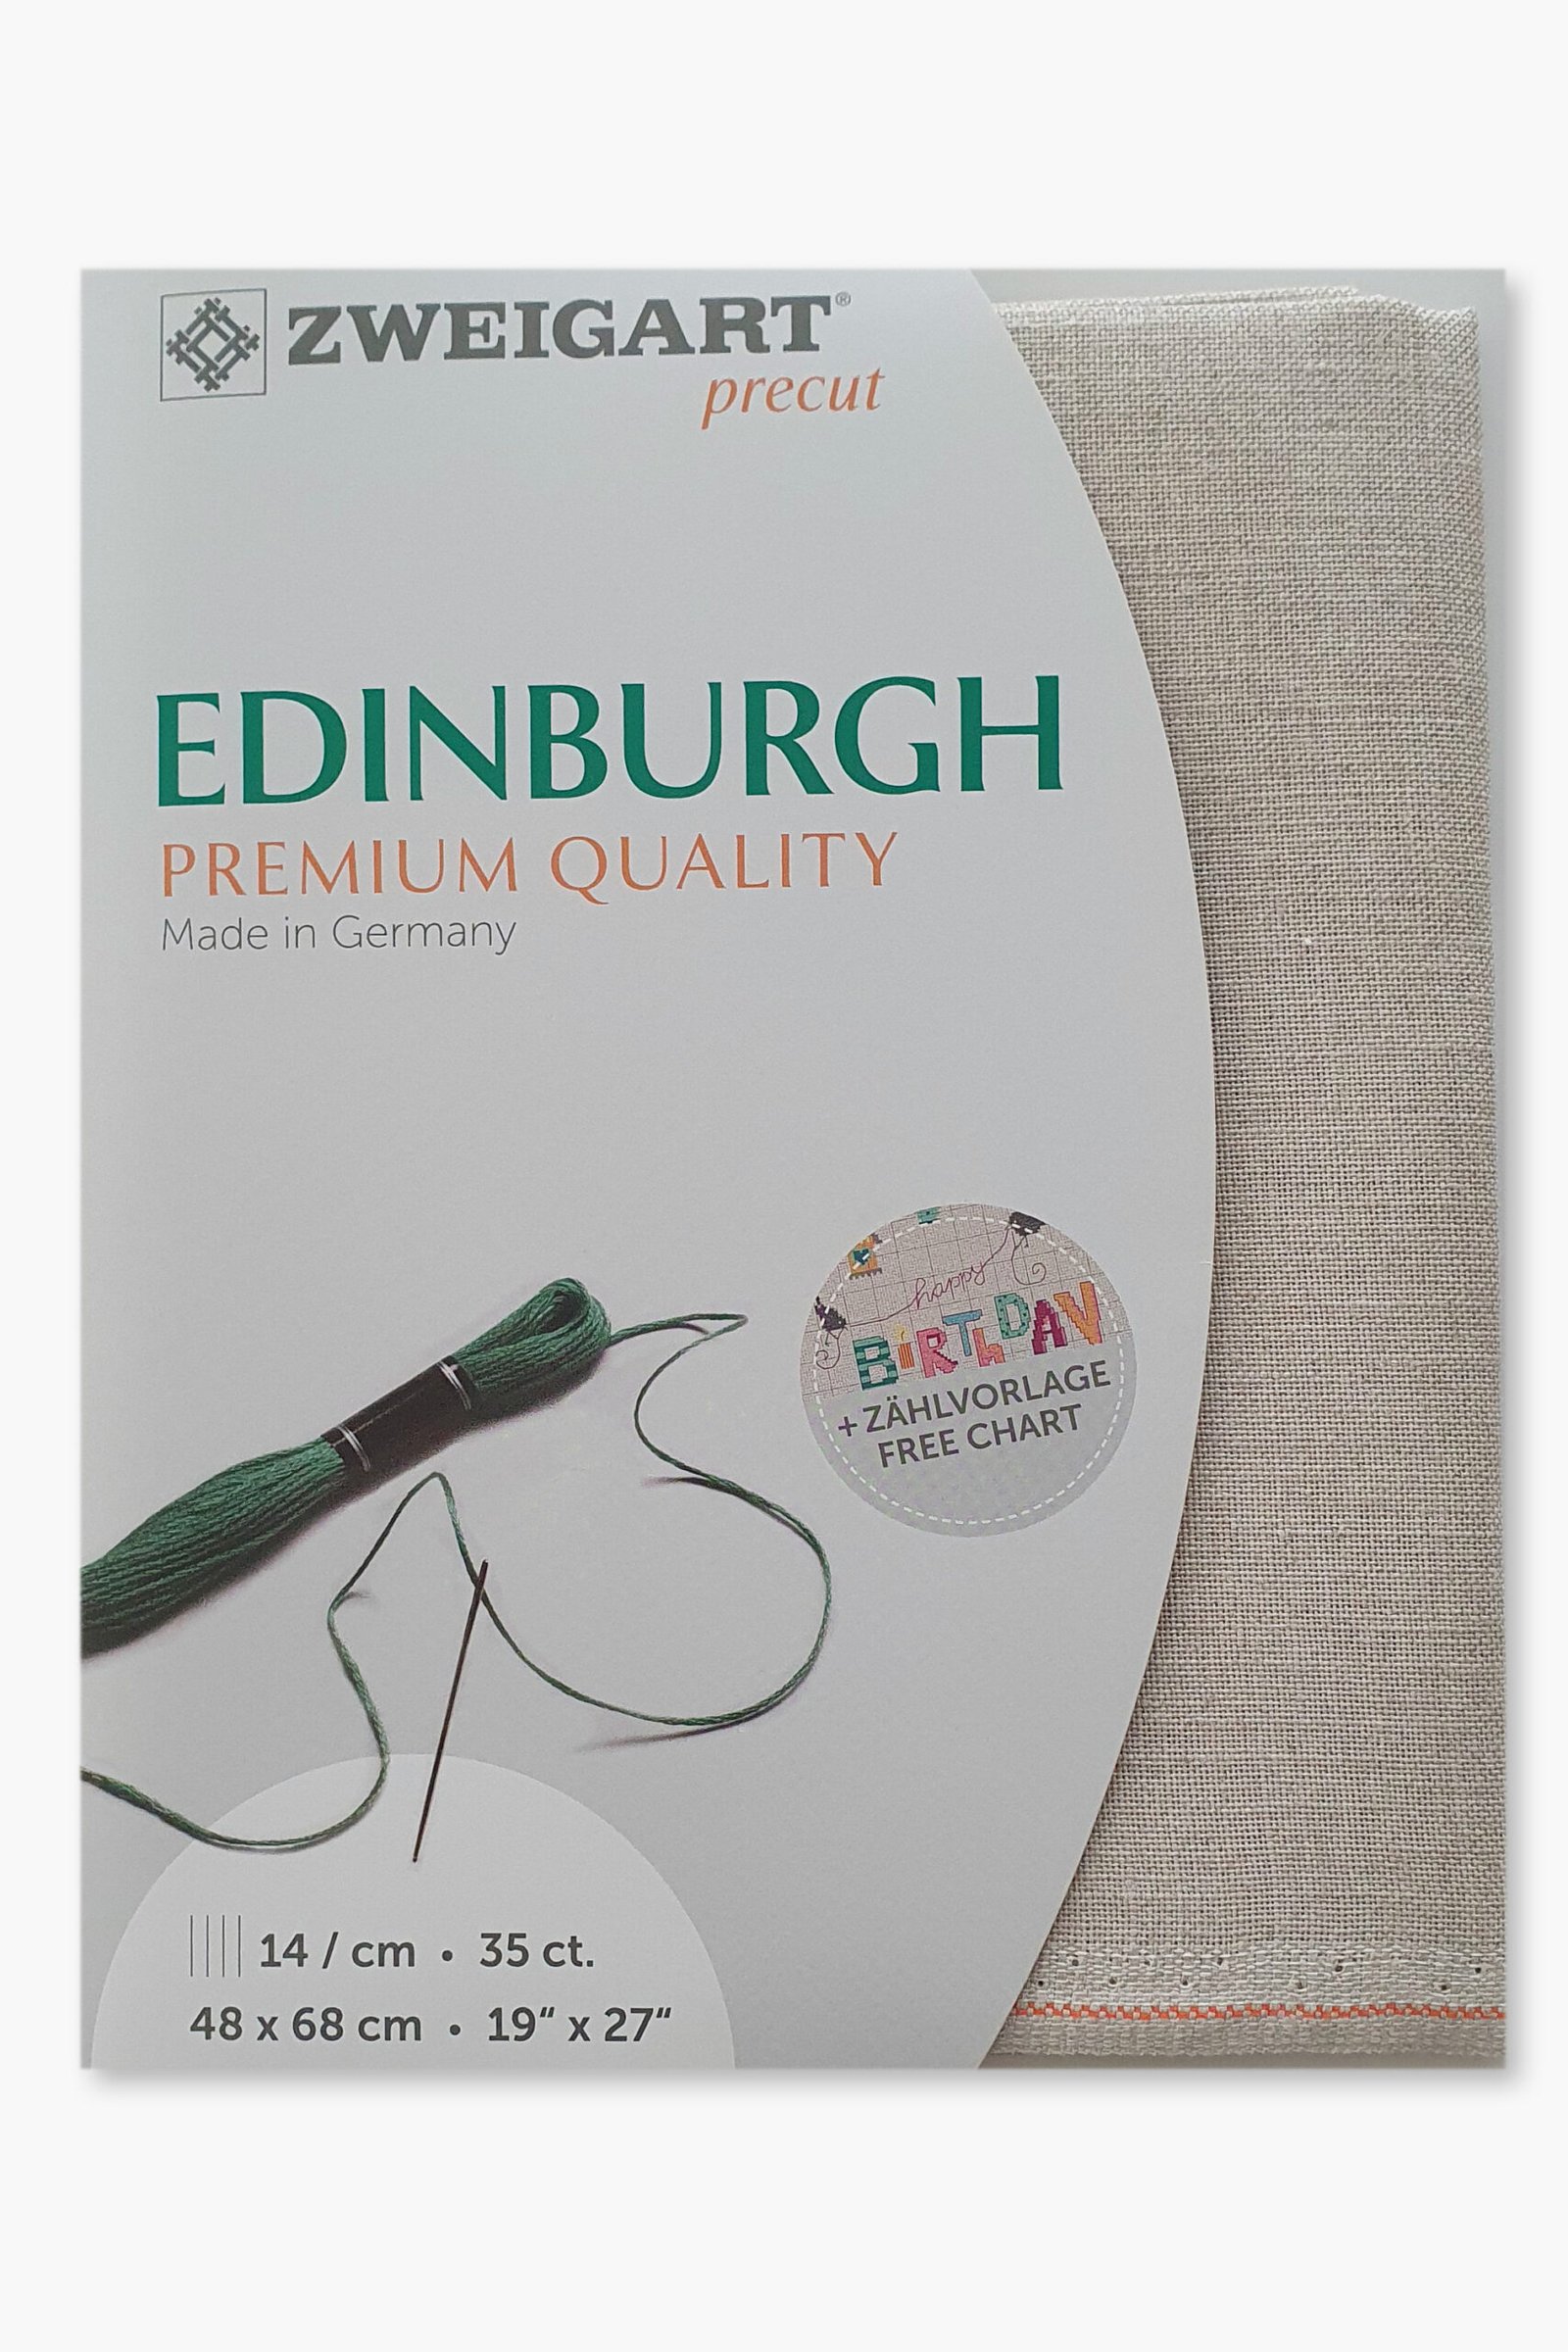 ZWEIGART®
precut
EDINBURGH
PREMIUM QUALITY
Made in Germany
happy
BiRThDAY
+ ZÄHLVORLAGE
FREE CHART
14 / cm • 35 ct.
48 x 68 cm • 19“ x 27“